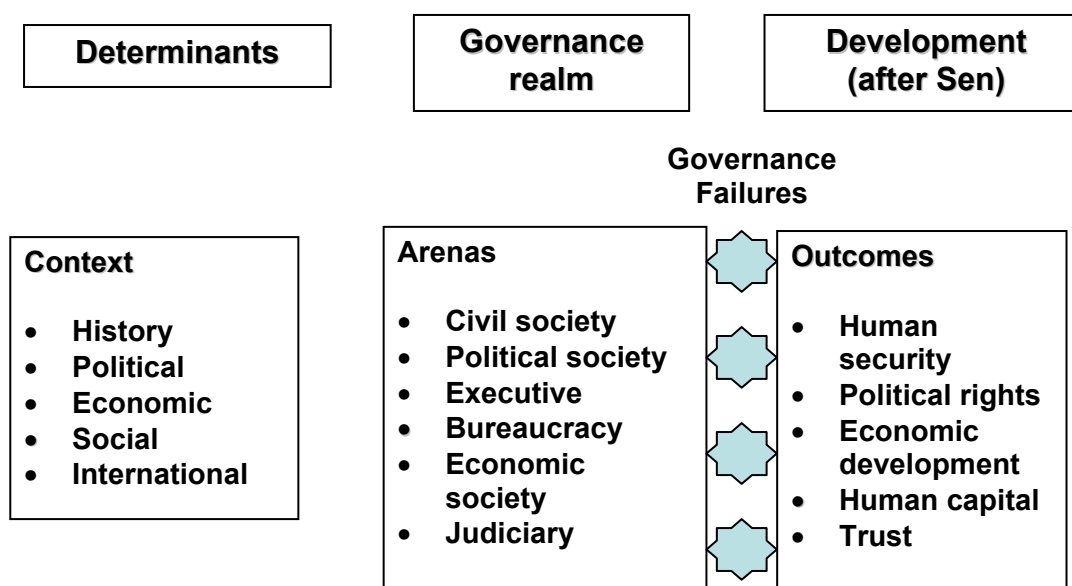 Determinants
Governance
realm
Development
(after Sen)
Governance
Failures
Context
• History
• Political
• Economic
• Social
• International
Arenas
• Civil society
• Political society
• Executive
• Bureaucracy
• Economic
society
• Judiciary
Outcomes
• Human
security
• Political rights
• Economic
development
• Human capital
• Trust